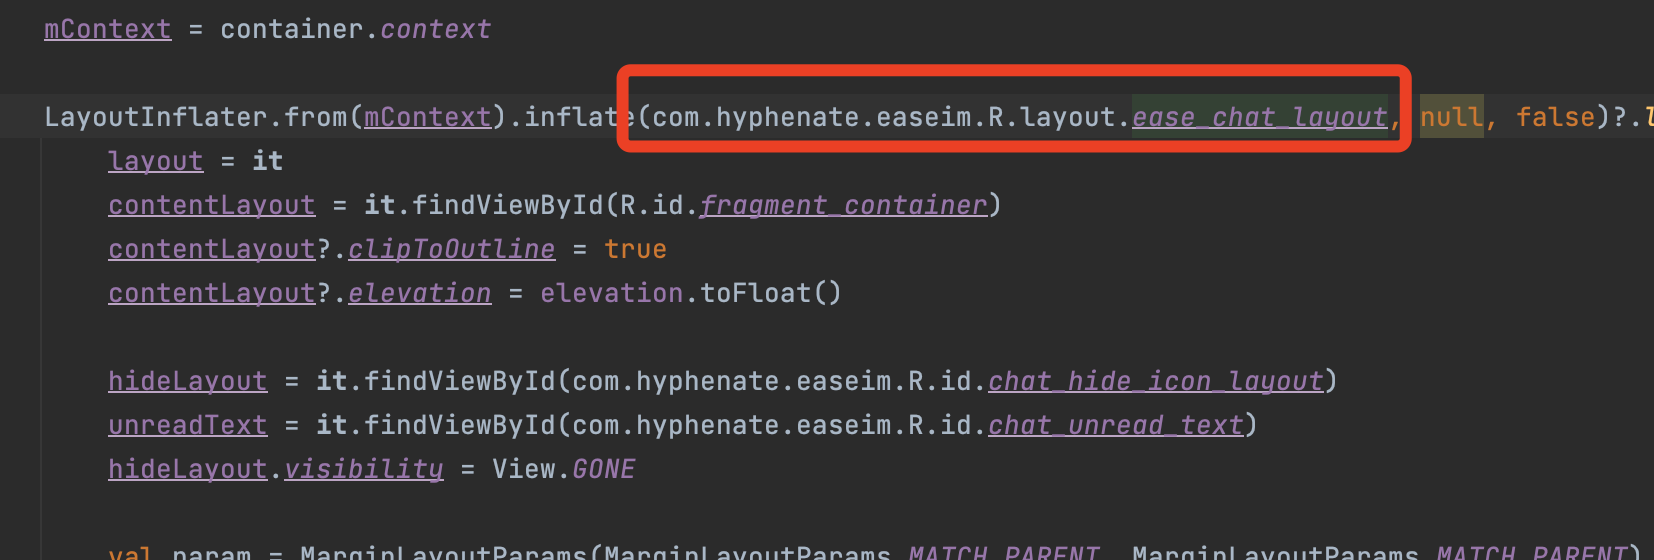 mContext = container.context
LayoutInflater.from(mContext).inflate(com.hyphenate.easeim.R.layout.ease_chat_layout, null, false)?.l
layout = it
contentLayout = it.findViewById(R.id.fragment_container)
contentLayout?.clipToOutline = true
contentLayout?.elevation = elevation.toFloat()
hideLayout = it.findViewById(com.hyphenate.easeim.R.id.chat_hide_icon_layout)
unreadText = it.findViewById(com.hyphenate.easeim.R.id.chat_unread_text)
hideLayout.visibility = View.GONE
val param = MarginLayoutParams(MarginLayoutParams.MATCH_PARENT, MarginLayoutParams.MATCH_PARENT)